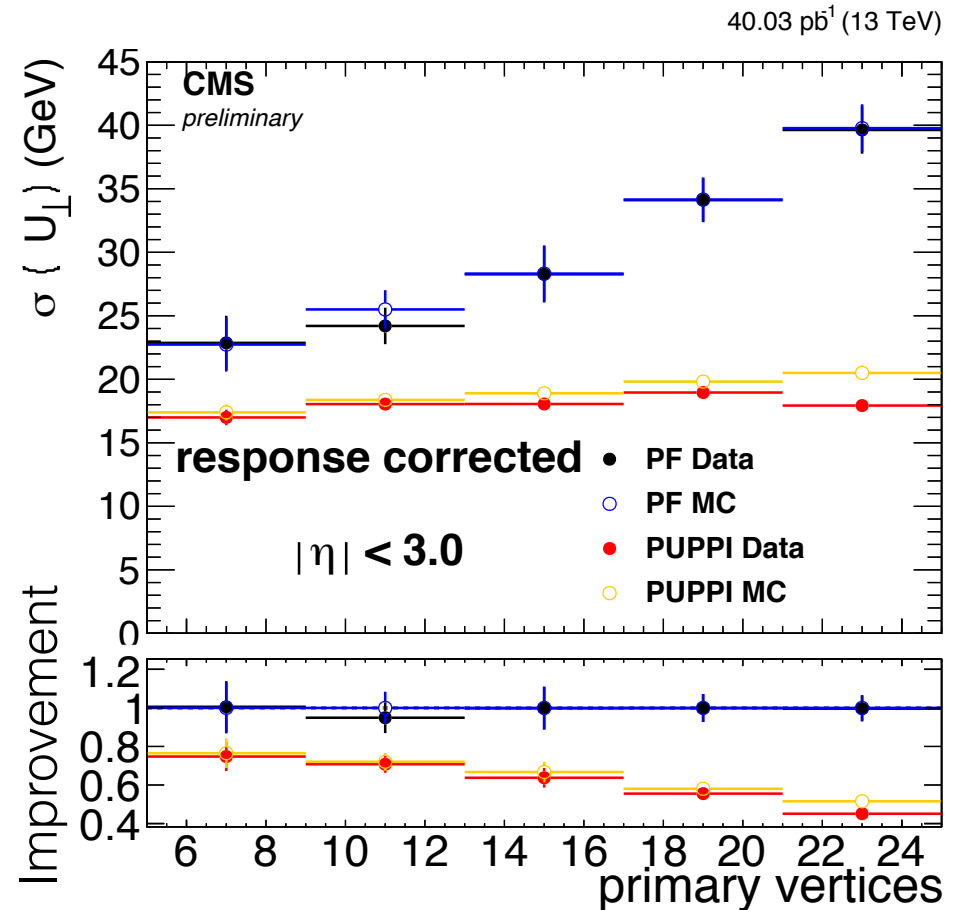 40.03 pb⁻¹ (13 TeV)
CMS
preliminary
σ { U⊥} (GeV)
45
40
35
30
25
20
15
10
5
0
response corrected
|η| < 3.0
PF Data
PF MC
PUPPI Data
PUPPI MC
Improvement
1.2
1
0.8
0.6
0.4
6 8 10 12 14 16 18 20 22 24
primary vertices